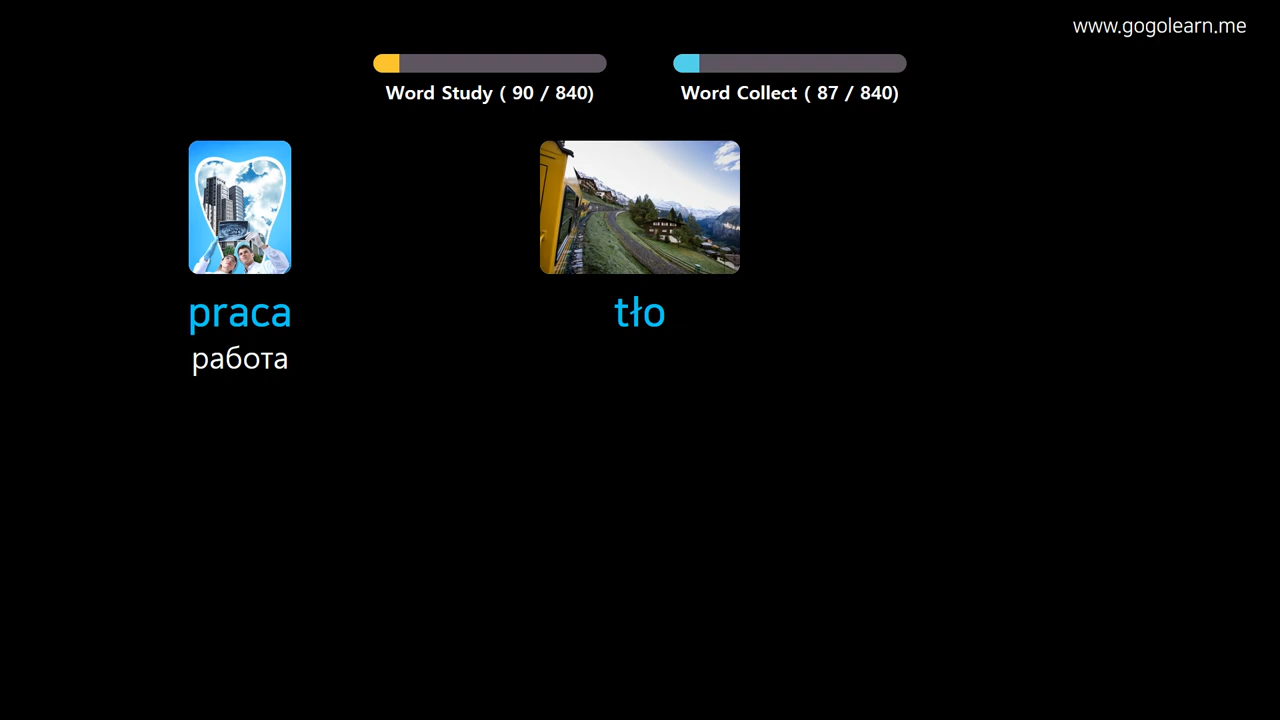 www.gogolearn.me
Word Study ( 90 / 840)
Word Collect ( 87 / 840)
praca
tło
работа